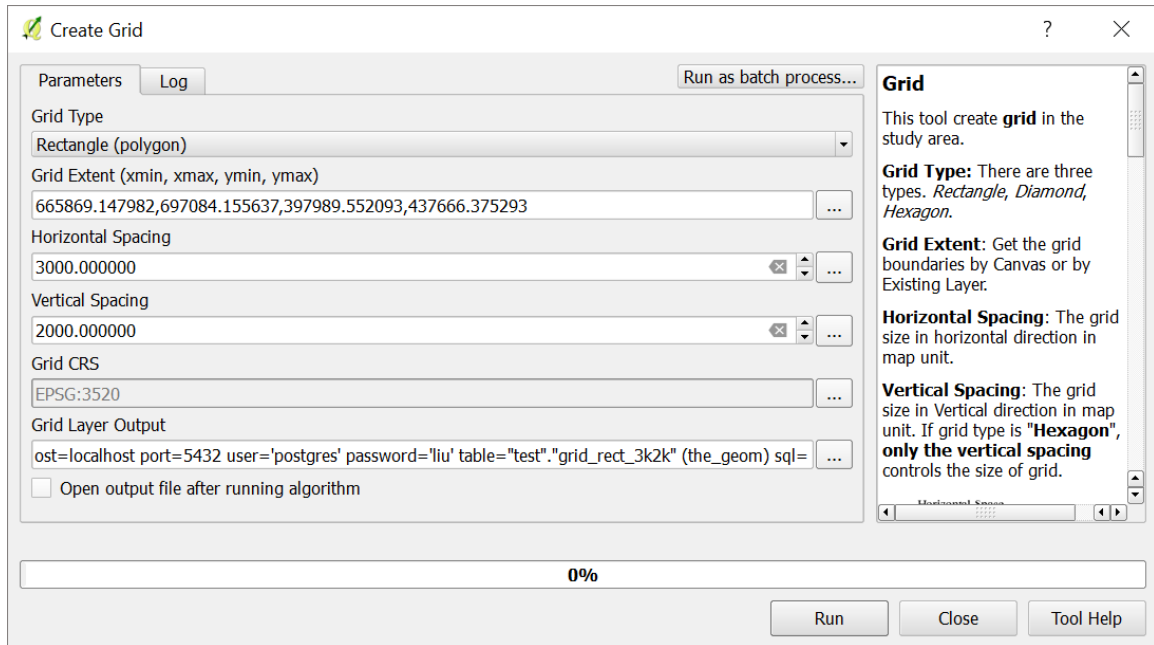 Create Grid
?
Parameters
Log
Run as batch process...
Grid Type
Rectangle (polygon)
Grid Extent (xmin, xmax, ymin, ymax)
665869.147982,697084.155637,397989.552093,437666.375293
...
Horizontal Spacing
3000.000000
...
Vertical Spacing
2000.000000
...
Grid CRS
EPSG:3520
...
Grid Layer Output
ost=localhost port=5432 user='postgres' password='liu' table="test"."grid_rect_3k2k" (the_geom) sql=
...
Open output file after running algorithm
Grid
This tool create grid in the
study area.
Grid Type: There are three
types. Rectangle, Diamond,
Hexagon.
Grid Extent: Get the grid
boundaries by Canvas or by
Existing Layer.
Horizontal Spacing: The grid
size in horizontal direction in
map unit.
Vertical Spacing: The grid
size in Vertical direction in map
unit. If grid type is "Hexagon",
only the vertical spacing
controls the size of grid.
0%
Run
Close
Tool Help